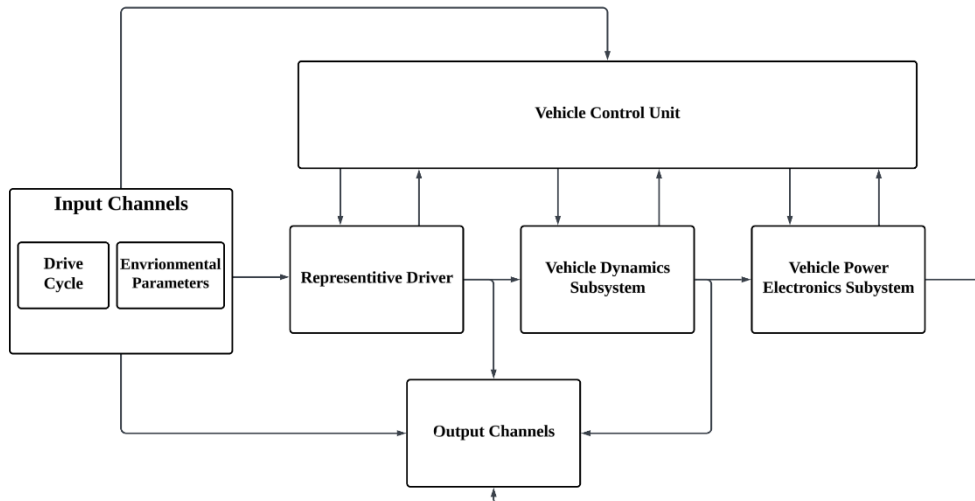 Vehicle Control Unit
Input Channels
Drive
Cycle
Envrionmental
Parameters
Representitive Driver
Vehicle Dynamics
Subsystem
Vehicle Power
Electronics Subystem
Output Channels